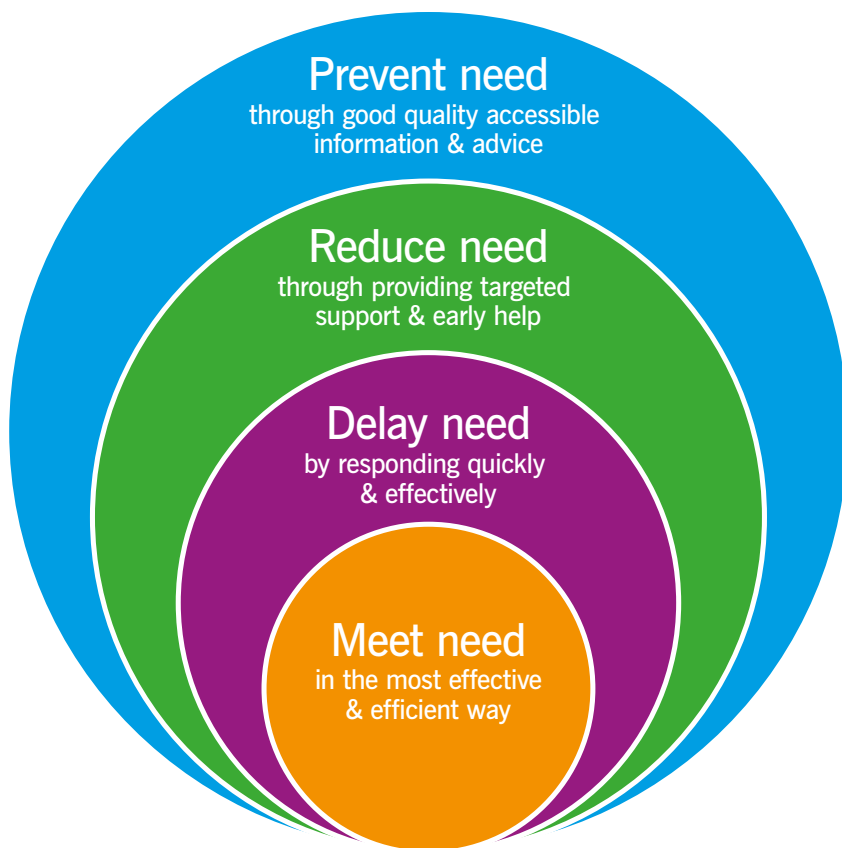 Prevent need
through good quality accessible
information & advice
Reduce need
through providing targeted
support & early help
Delay need
by responding quickly
& effectively
Meet need
in the most effective
& efficient way